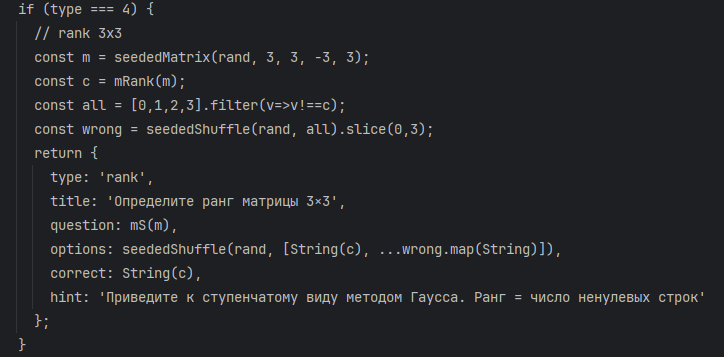 if (type === 4) {
// rank 3x3
const m = seededMatrix(rand, 3, 3, -3, 3);
const c = mRank(m);
const all = [0,1,2,3].filter(v=>v!==c);
const wrong = seededShuffle(rand, all).slice(0,3);
return {
type: 'rank',
title: 'Определите ранг матрицы 3×3',
question: mS(m),
options: seededShuffle(rand, [String(c), ...wrong.map(String)]),
correct: String(c),
hint: 'Приведите к ступенчатому виду методом Гаусса. Ранг = число ненулевых строк'
};
}